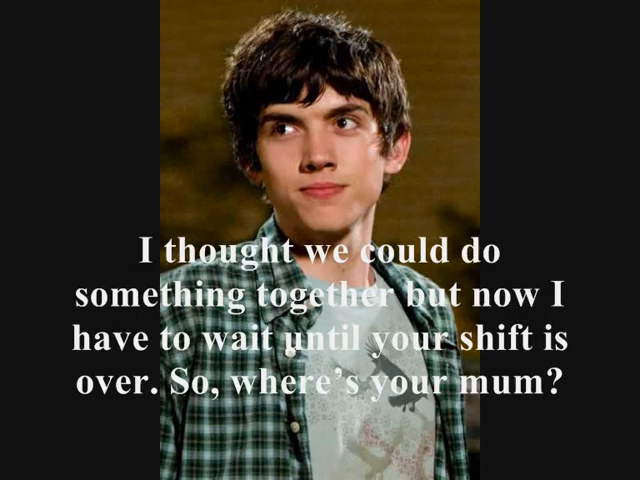 I thought we could do
something together but now I
have to wait until your shift is
over. So, where’s your mum?